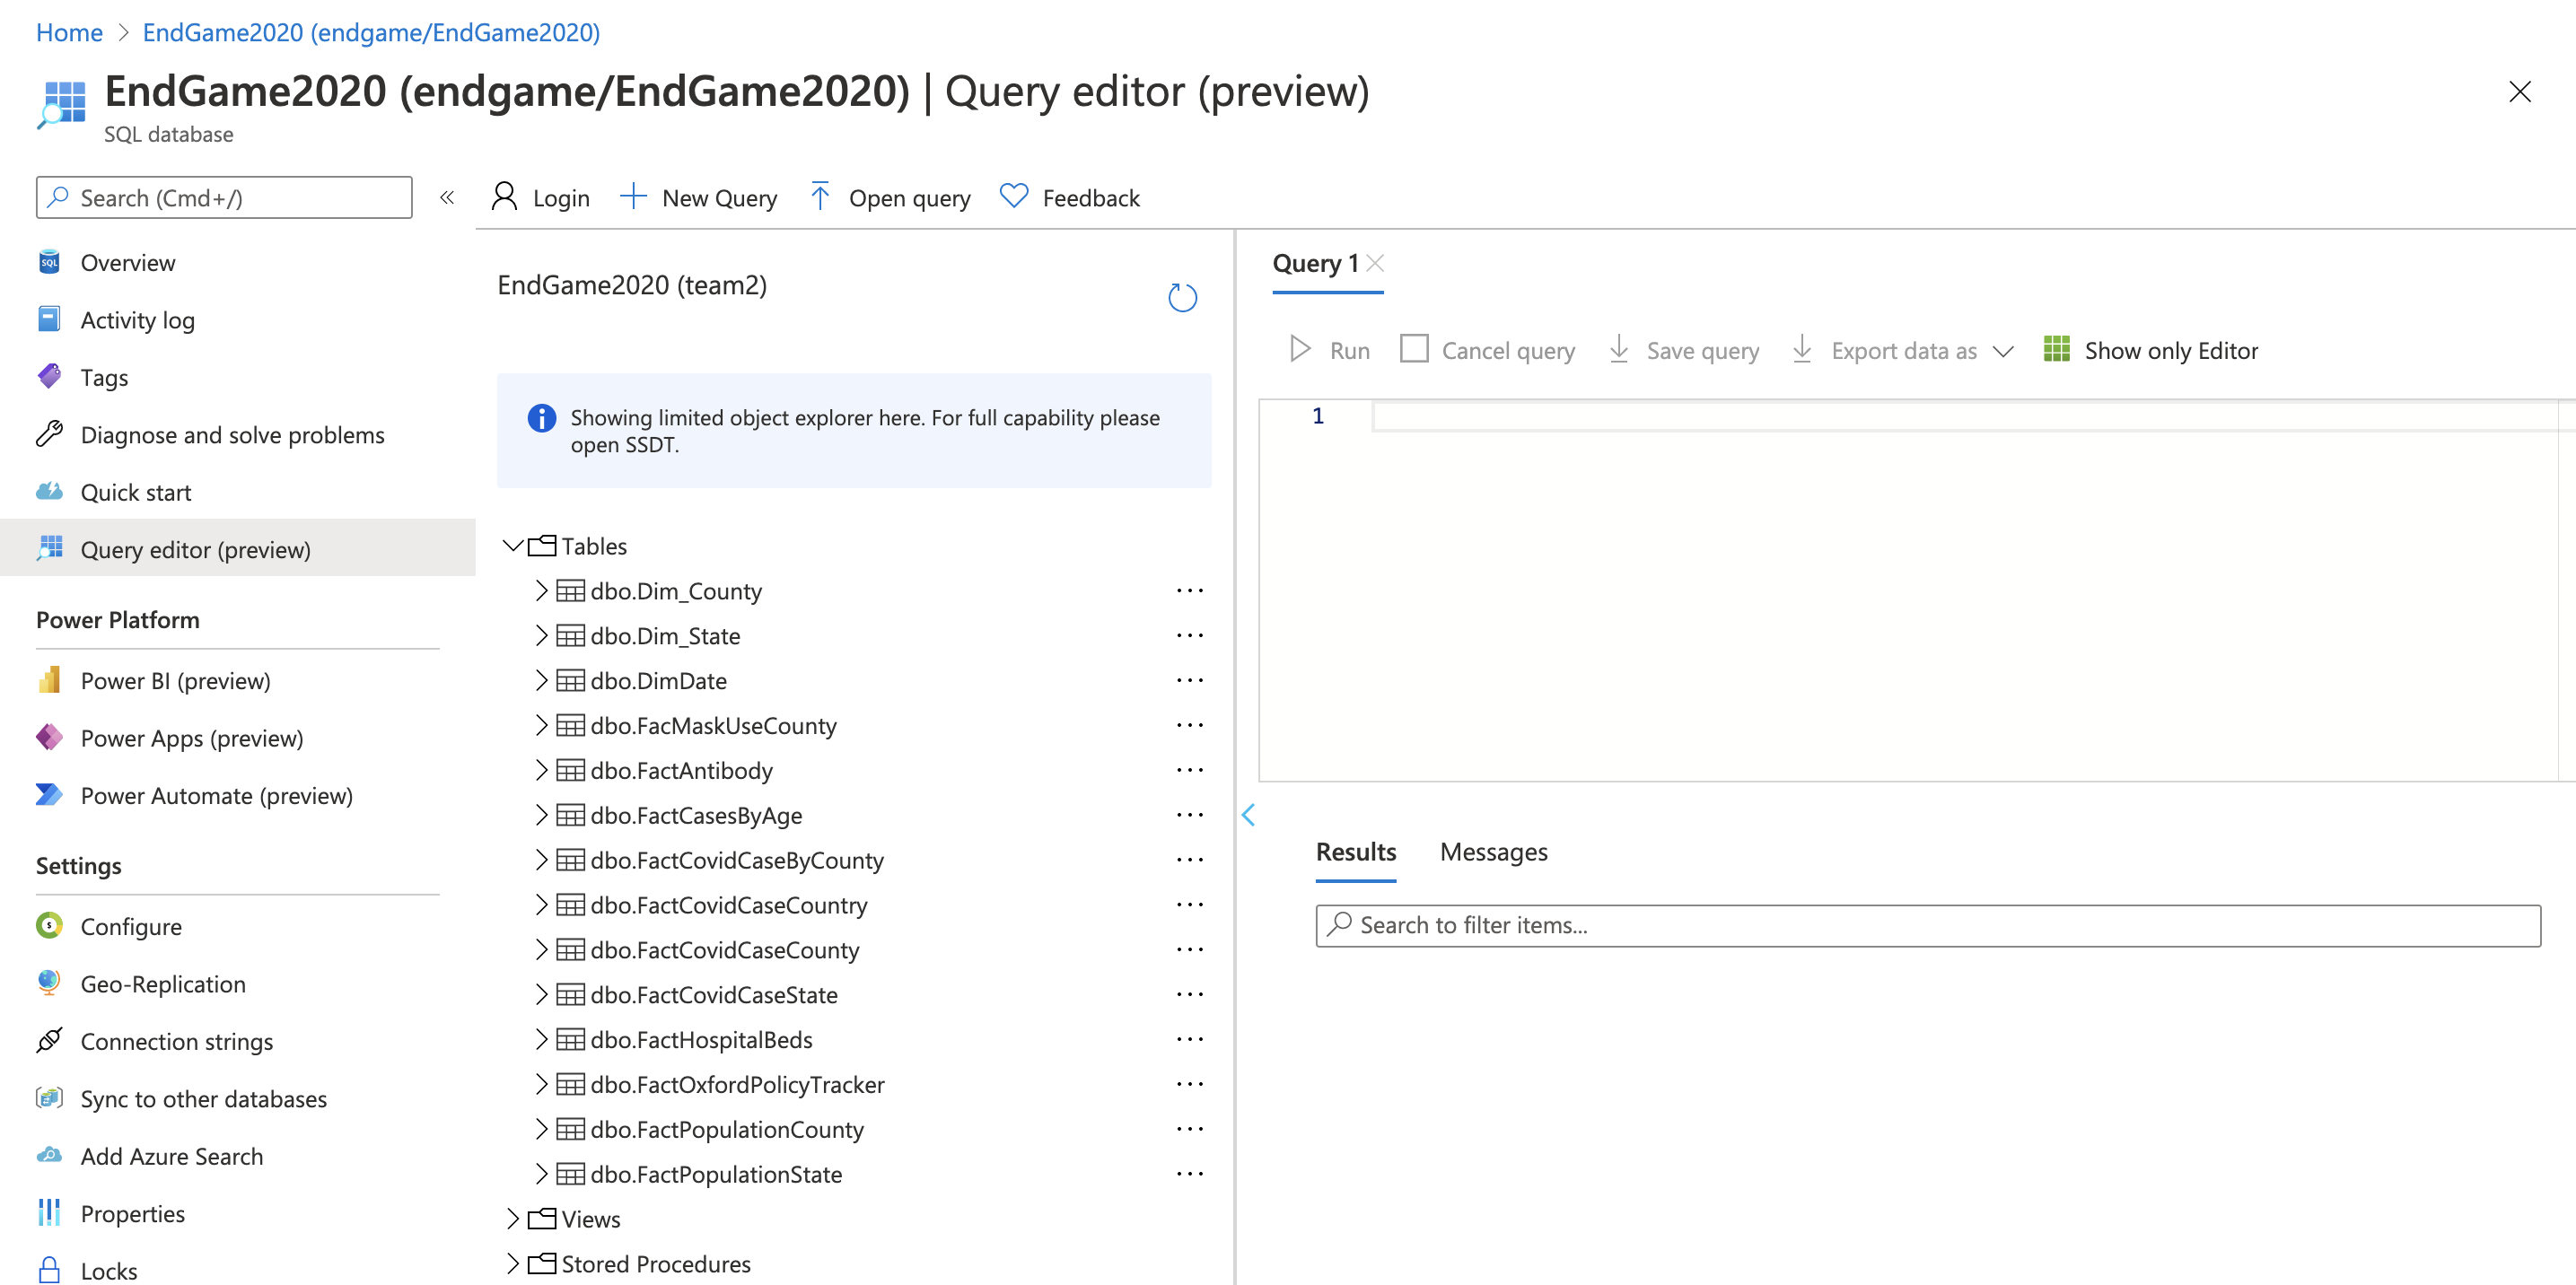 Home > EndGame2020 (endgame/EndGame2020)
EndGame2020 (endgame/EndGame2020) | Query editor (preview)
SQL database
Search (Cmd+/)
«
Login
New Query
Open query
Feedback
SQL
Overview
Activity log
Tags
Diagnose and solve problems
Quick start
Query editor (preview)
Power Platform
Power BI (preview)
Power Apps (preview)
Power Automate (preview)
Settings
Configure
Geo-Replication
Connection strings
Sync to other databases
Add Azure Search
Properties
Locks
EndGame2020 (team2)
Showing limited object explorer here. For full capability please
open SSDT.
Tables
dbo.Dim_County
dbo.Dim_State
dbo.DimDate
dbo.FacMaskUseCounty
dbo.FactAntibody
dbo.FactCasesByAge
dbo.FactCovidCaseByCounty
dbo.FactCovidCaseCountry
dbo.FactCovidCaseCounty
dbo.FactCovidCaseState
dbo.FactHospitalBeds
dbo.FactOxfordPolicyTracker
dbo.FactPopulationCounty
dbo.FactPopulationState
Views
Stored Procedures
Query 1
Run
Cancel query
Save query
Export data as
Show only Editor
1
Results
Messages
Search to filter items...